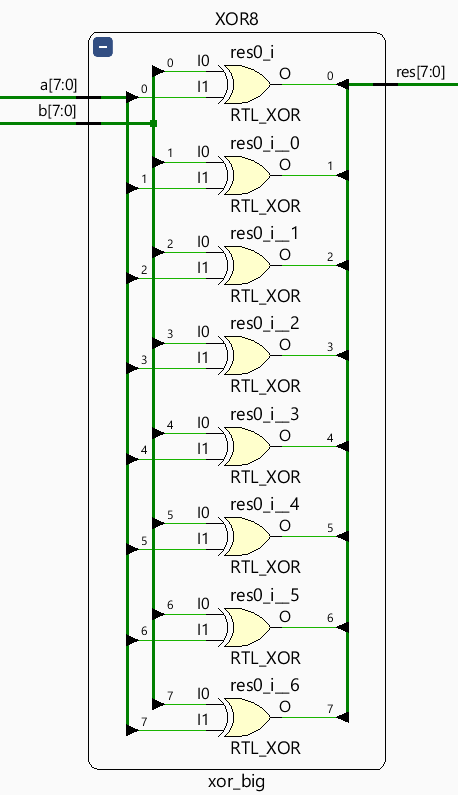 XOR8
a[7:0]
b[7:0]
res[7:0]
0 I0 res0_i
0 I1 O 0
RTL_XOR
1 I0 res0_i__0
1 I1 O 1
RTL_XOR
2 I0 res0_i__1
2 I1 O 2
RTL_XOR
3 I0 res0_i__2
3 I1 O 3
RTL_XOR
4 I0 res0_i__3
4 I1 O 4
RTL_XOR
5 I0 res0_i__4
5 I1 O 5
RTL_XOR
6 I0 res0_i__5
6 I1 O 6
RTL_XOR
7 I0 res0_i__6
7 I1 O 7
RTL_XOR
xor_big